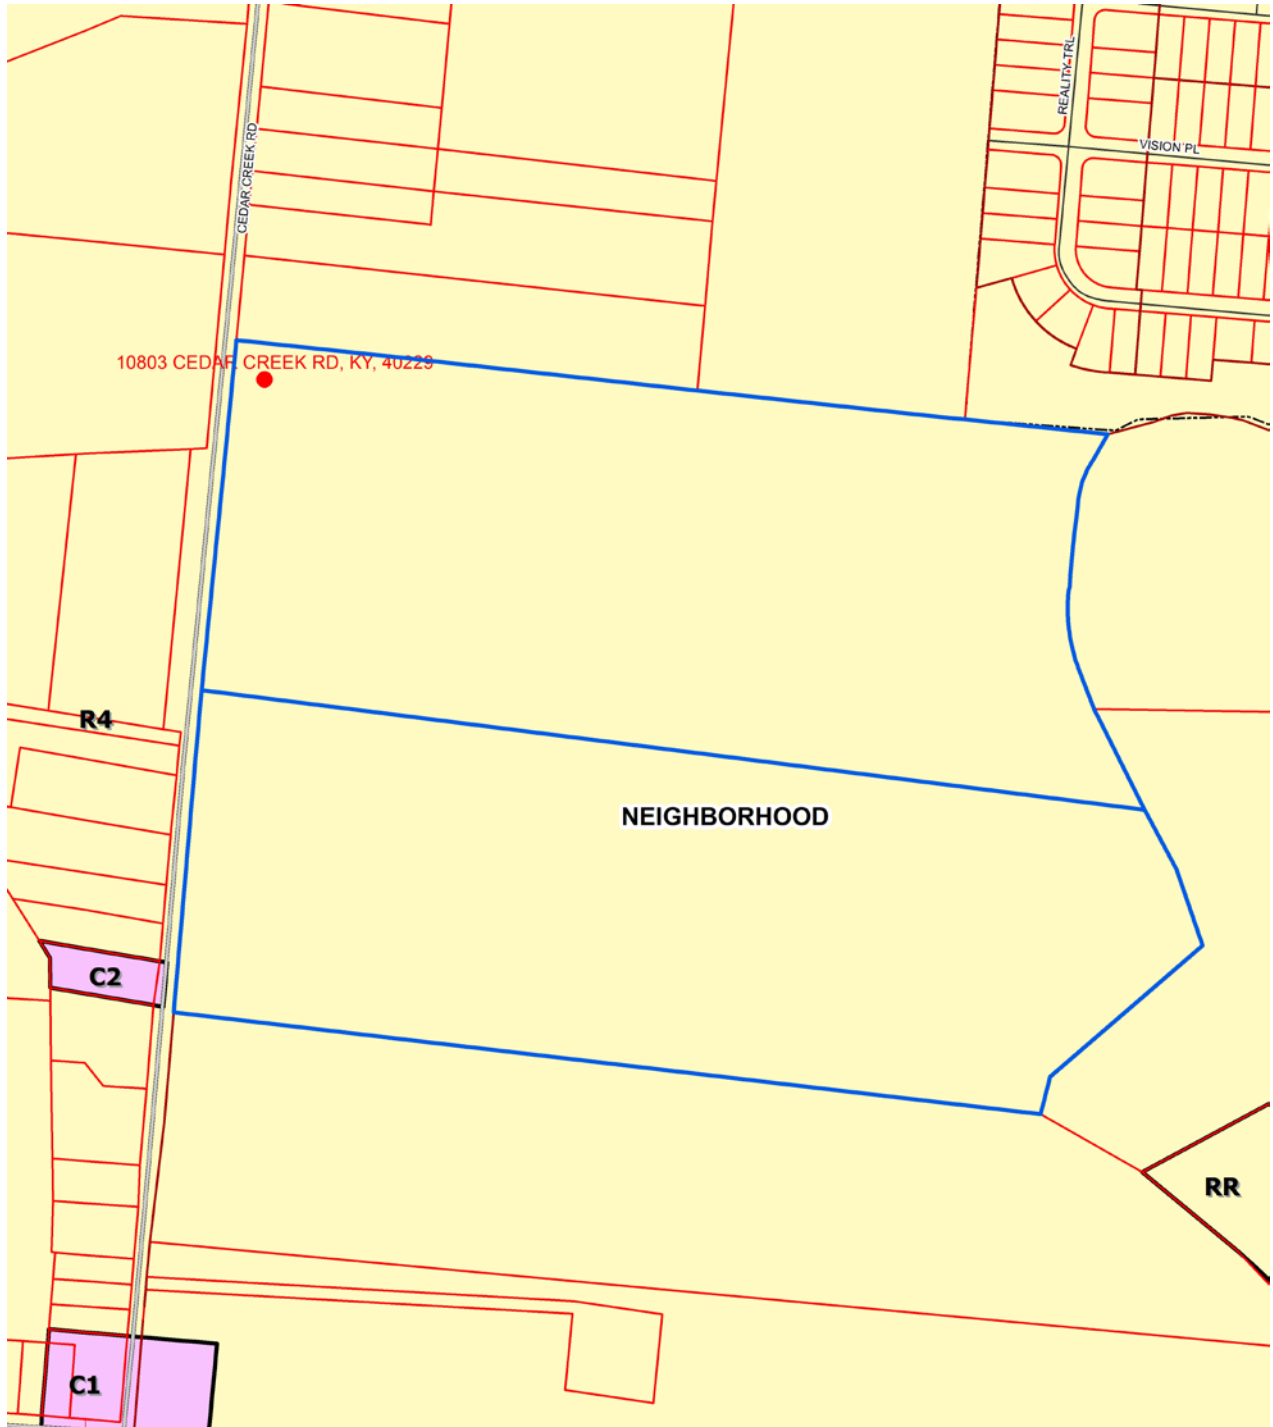 REALITY TRL
VISION PL
CEDAR CREEK RD
10803 CEDAR CREEK RD, KY, 40229
R4
NEIGHBORHOOD
C2
RR
C1